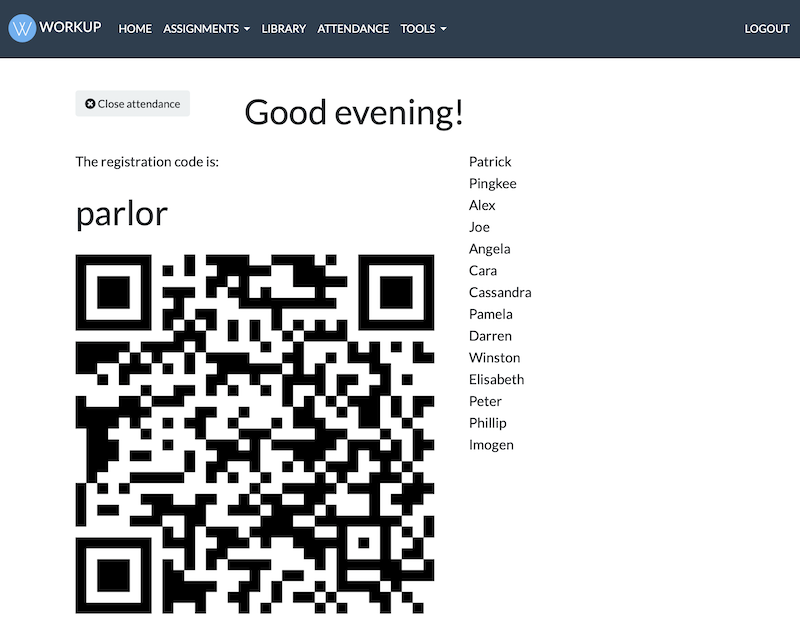 WORKUP HOME ASSIGNMENTS LIBRARY ATTENDANCE TOOLS LOGOUT
Close attendance
Good evening!
The registration code is:
parlor
Patrick
Pingkee
Alex
Joe
Angela
Cara
Cassandra
Pamela
Darren
Winston
Elisabeth
Peter
Phillip
Imogen